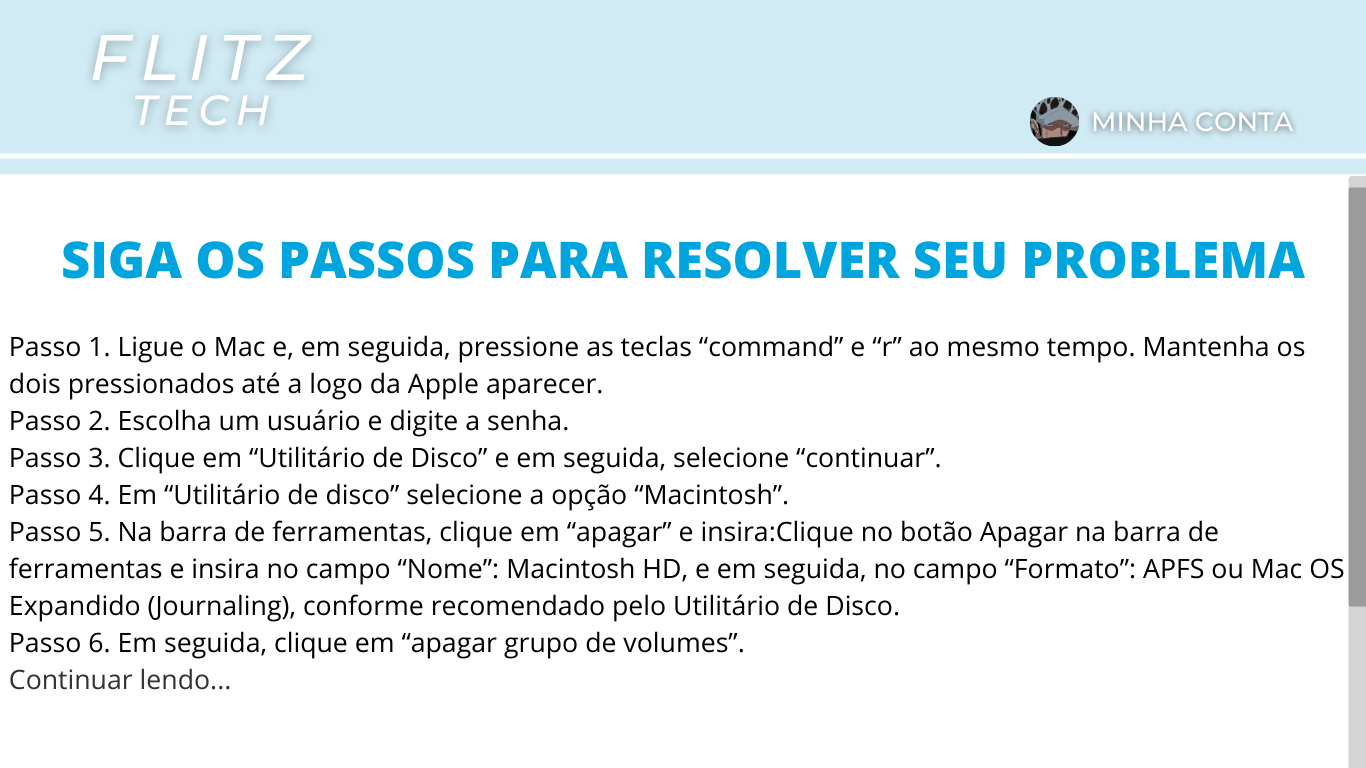 FLITZ
TECH
MINHA CONTA
SIGA OS PASSOS PARA RESOLVER SEU PROBLEMA
Passo 1. Ligue o Mac e, em seguida, pressione as teclas “command” e “r” ao mesmo tempo. Mantenha os
dois pressionados até a logo da Apple aparecer.
Passo 2. Escolha um usuário e digite a senha.
Passo 3. Clique em “Utilitário de Disco” e em seguida, selecione “continuar”.
Passo 4. Em “Utilitário de disco” selecione a opção “Macintosh”.
Passo 5. Na barra de ferramentas, clique em “apagar” e insira:Clique no botão Apagar na barra de
ferramentas e insira no campo “Nome”: Macintosh HD, e em seguida, no campo “Formato”: APFS ou Mac OS
Expandido (Journaling), conforme recomendado pelo Utilitário de Disco.
Passo 6. Em seguida, clique em “apagar grupo de volumes”.
Continuar lendo...